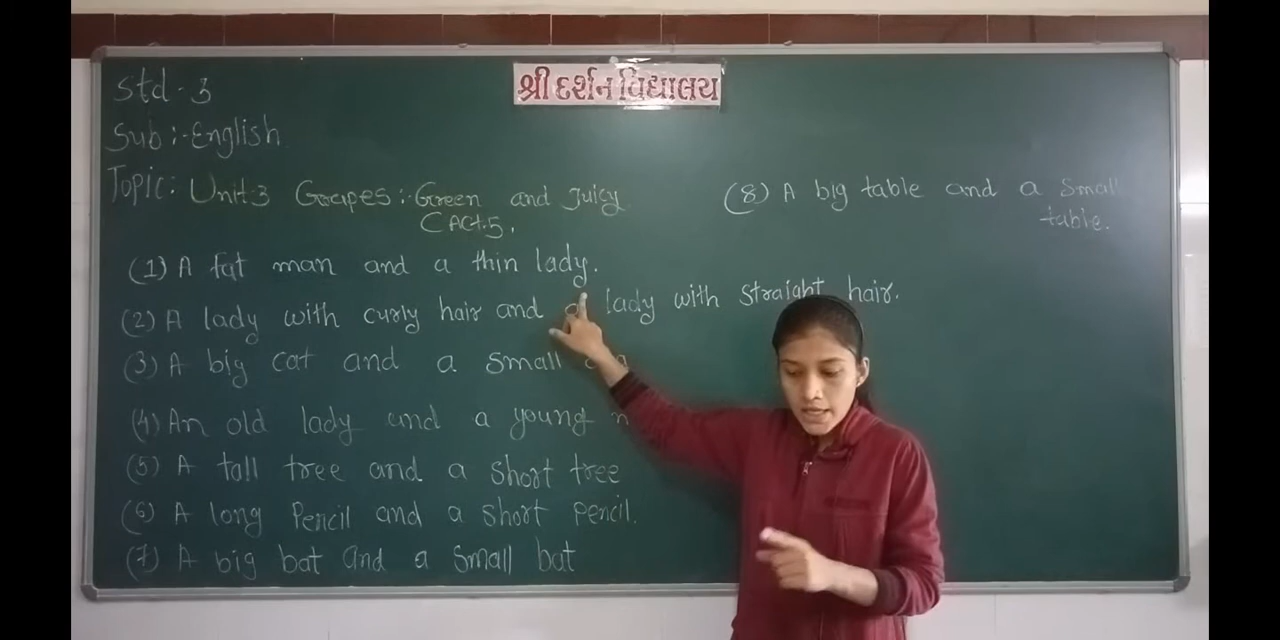 શ્રી દર્શન વિદ્યાલય
Std - 3
Sub :- English
Topic: Unit-3 Grapes :- Green and Juicy
C Act-5,
(1) A fat man and a thin lady.
(2) A lady with curly hair and a lady with straight hair.
(3) A big cat and a small
(4) An old lady and a young
(5) A tall tree and a short tree
(6) A long Pencil and a short pencil.
(7) A big bat and a small bat
(8) A big table and a small
table.